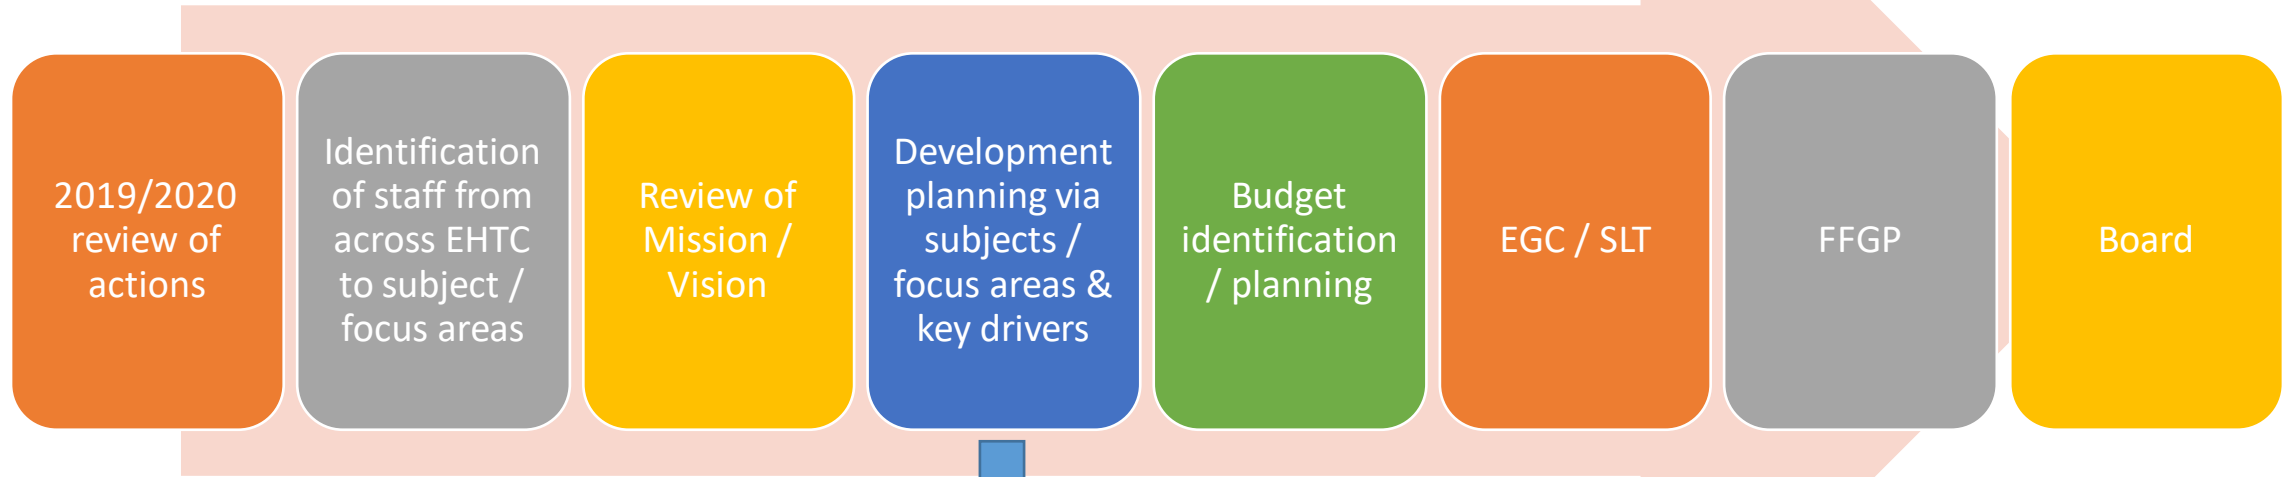 2019/2020
review of
actions
Identification
of staff from
across EHTC
to subject /
focus areas
Review of
Mission /
Vision
Development
planning via
subjects /
focus areas &
key drivers
Budget
identification
/ planning
EGC / SLT
FFGP
Board